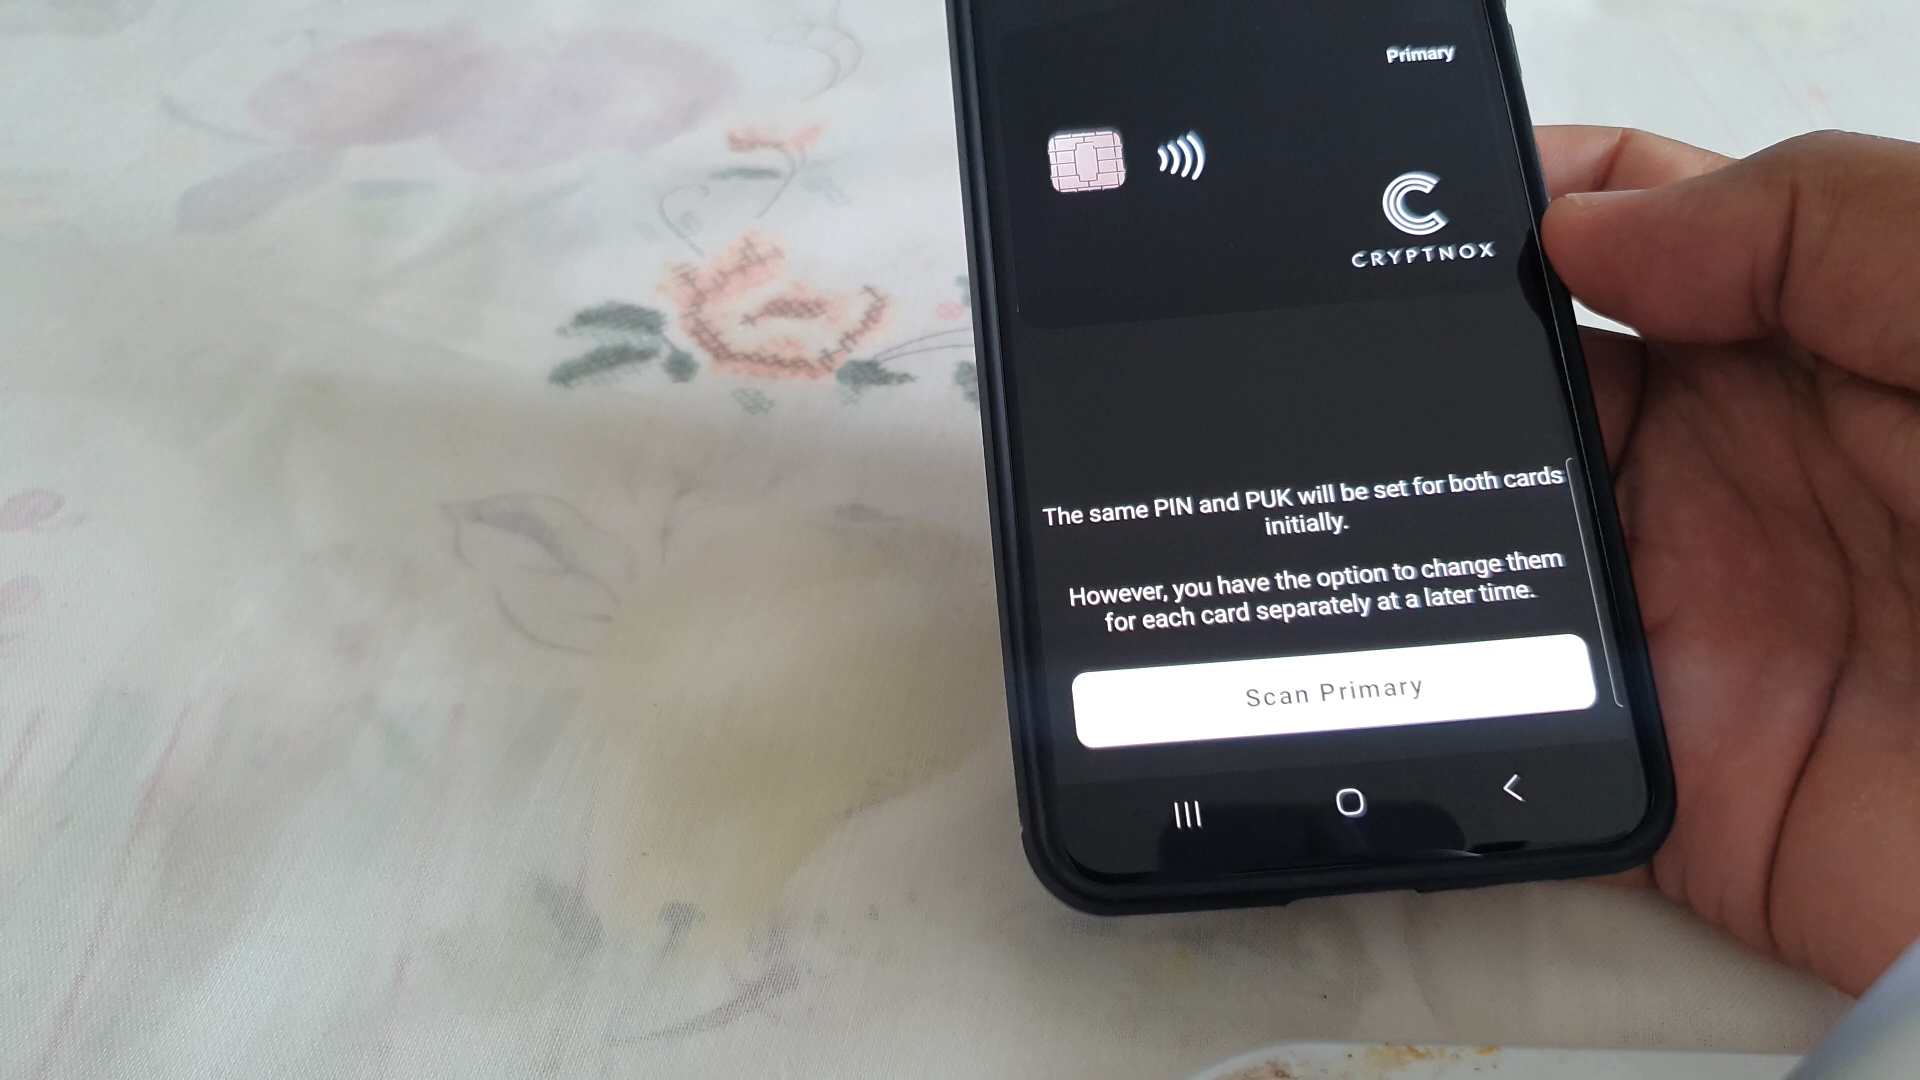 Primary
CRYPTNOX
The same PIN and PUK will be set for both cards
initially.
However, you have the option to change them
for each card separately at a later time.
Scan Primary